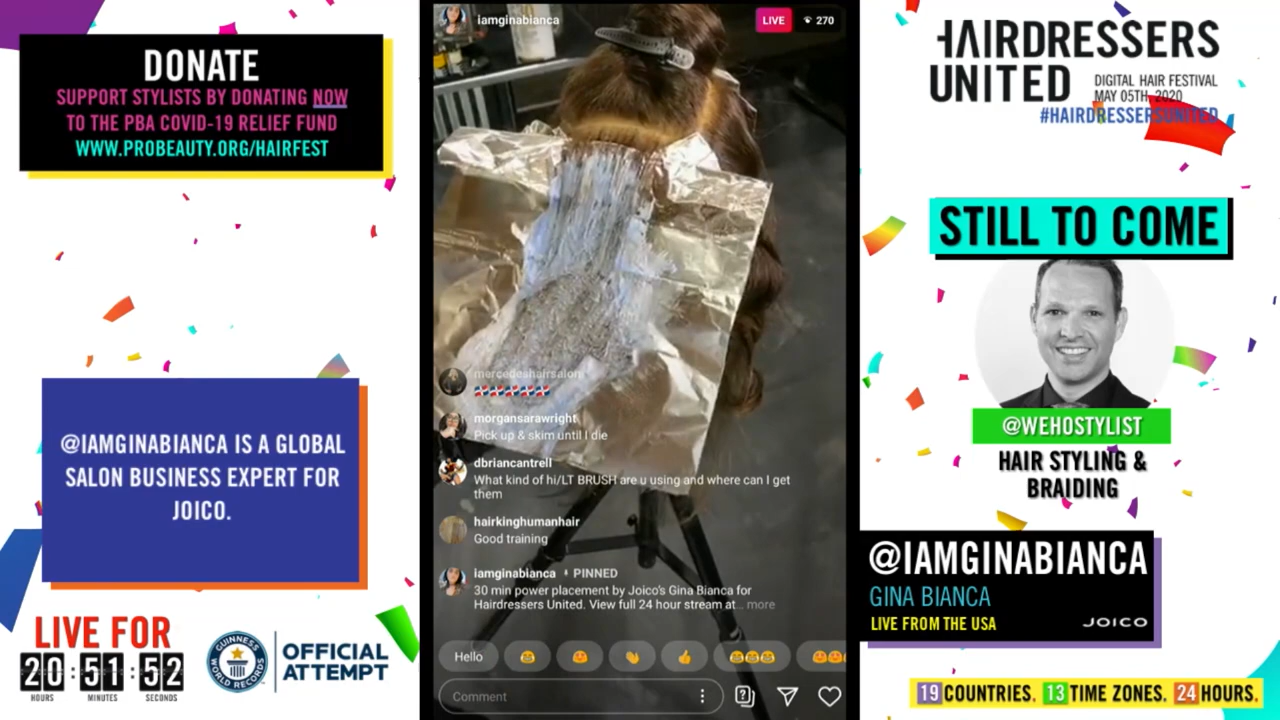 DONATE
SUPPORT STYLISTS BY DONATING NOW
TO THE PBA COVID-19 RELIEF FUND
WWW.PROBEAUTY.ORG/HAIRFEST
@IAMGINABIANCA IS A GLOBAL
SALON BUSINESS EXPERT FOR
JOICO.
LIVE FOR
20:51:52
HOURS MINUTES SECONDS
GUINNESS
WORLD RECORDS
OFFICIAL
ATTEMPT
iamginabianca
LIVE
270
mercedeshairsalon
morgansarawright
Pick up & skim until I die
dbriancantrell
What kind of hi/LT BRUSH are u using and where can I get
them
hairkinghumanhair
Good training
iamginabianca PINNED
30 min power placement by Joico's Gina Bianca for
Hairdressers United. View full 24 hour stream at... more
Hello
Comment
HAIRDRESSERS
UNITED
DIGITAL HAIR FESTIVAL
MAY 05TH, 2020
#HAIRDRESSERSUNITED
STILL TO COME
@WEHOSTYLIST
HAIR STYLING &
BRAIDING
@IAMGINABIANCA
GINA BIANCA
LIVE FROM THE USA
JOICO
19 COUNTRIES. 13 TIME ZONES. 24 HOURS.